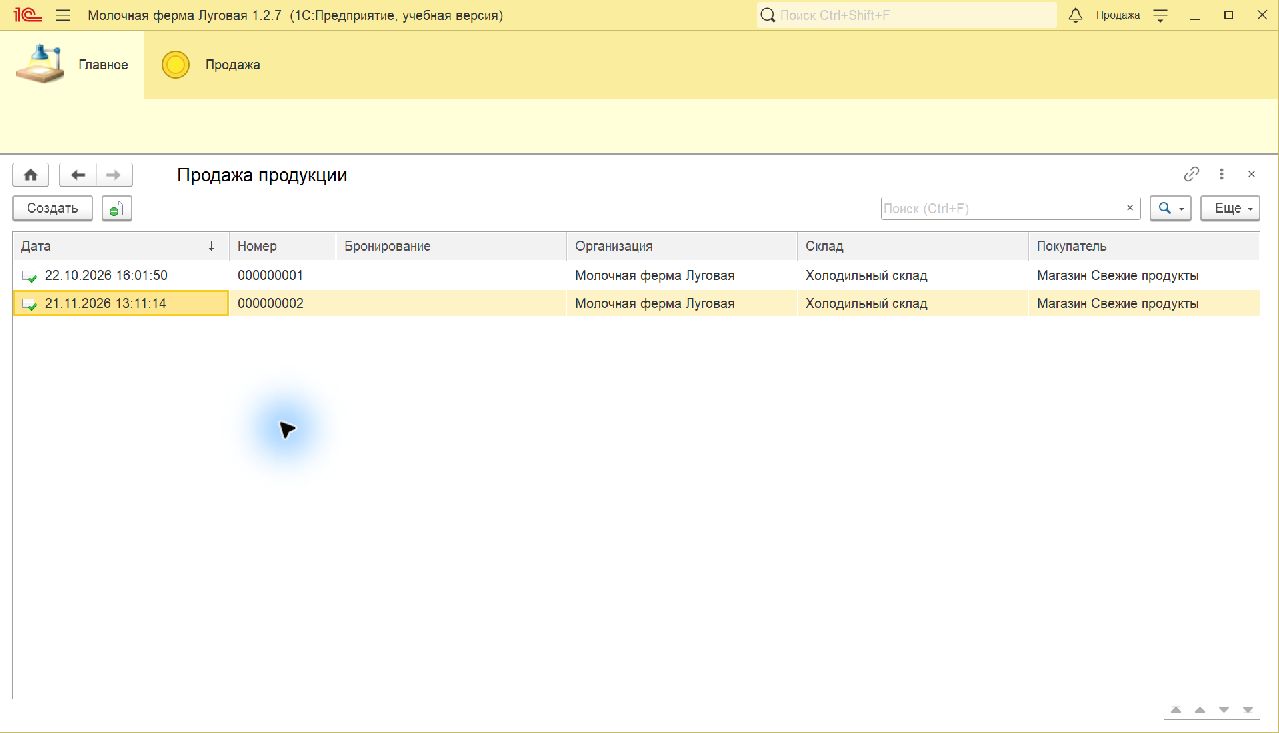 1С Молочная ферма Луговая 1.2.7 (1С:Предприятие, учебная версия) Поиск Ctrl+Shift+F Продажа
Главное Продажа
Продажа продукции
Создать Поиск (Ctrl+F) Еще
Дата Номер Бронирование Организация Склад Покупатель
22.10.2026 16:01:50 000000001 Молочная ферма Луговая Холодильный склад Магазин Свежие продукты
21.11.2026 13:11:14 000000002 Молочная ферма Луговая Холодильный склад Магазин Свежие продукты